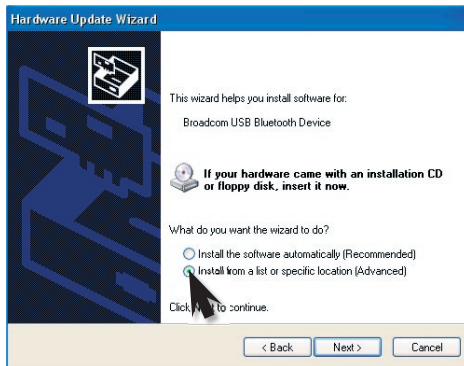 Hardware Update Wizard
This wizard helps you install software for:
Broadcom USB Bluetooth Device
If your hardware came with an installation CD
or floppy disk, insert it now.
What do you want the wizard to do?
Install the software automatically (Recommended)
Install from a list or specific location (Advanced)
Click Next to continue.
< Back
Next >
Cancel